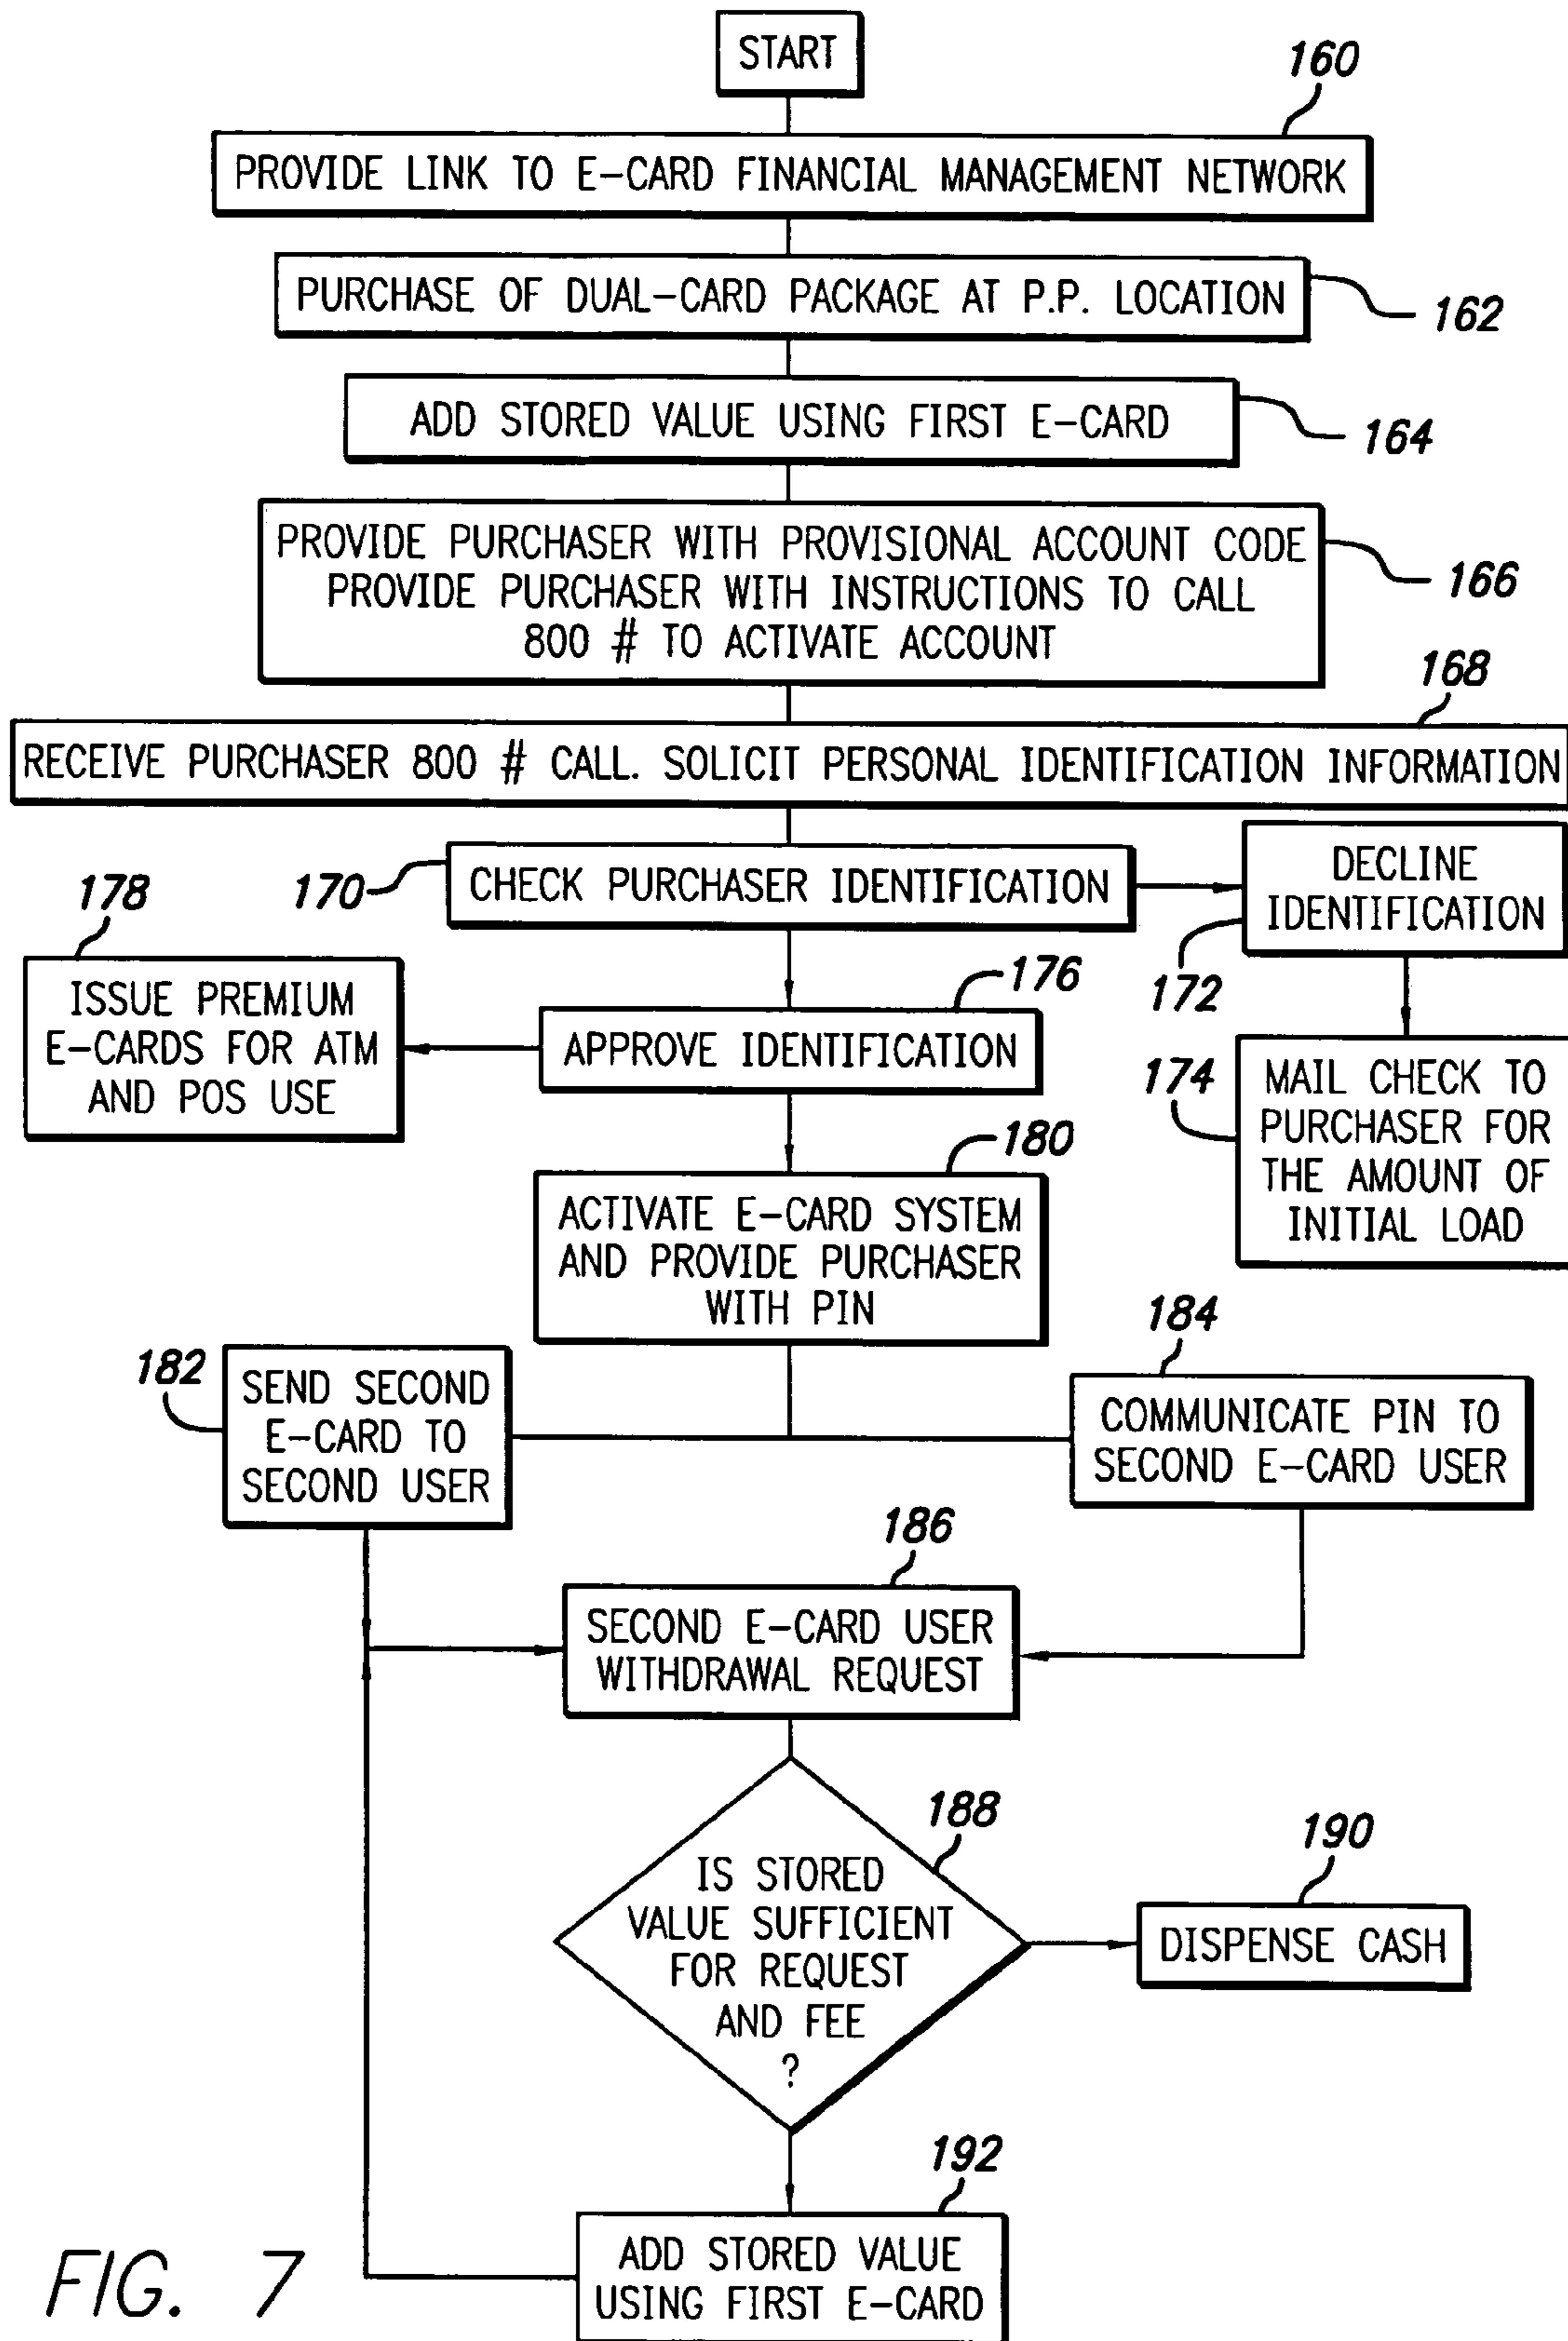 START
160
PROVIDE LINK TO E-CARD FINANCIAL MANAGEMENT NETWORK
PURCHASE OF DUAL-CARD PACKAGE AT P.P. LOCATION
162
ADD STORED VALUE USING FIRST E-CARD
164
PROVIDE PURCHASER WITH PROVISIONAL ACCOUNT CODE
PROVIDE PURCHASER WITH INSTRUCTIONS TO CALL
800 # TO ACTIVATE ACCOUNT
166
168
RECEIVE PURCHASER 800 # CALL. SOLICIT PERSONAL IDENTIFICATION INFORMATION
170
CHECK PURCHASER IDENTIFICATION
DECLINE
IDENTIFICATION
172
178
ISSUE PREMIUM
E-CARDS FOR ATM
AND POS USE
176
APPROVE IDENTIFICATION
174
MAIL CHECK TO
PURCHASER FOR
THE AMOUNT OF
INITIAL LOAD
180
ACTIVATE E-CARD SYSTEM
AND PROVIDE PURCHASER
WITH PIN
182
SEND SECOND
E-CARD TO
SECOND USER
184
COMMUNICATE PIN TO
SECOND E-CARD USER
186
SECOND E-CARD USER
WITHDRAWAL REQUEST
188
IS STORED
VALUE SUFFICIENT
FOR REQUEST
AND FEE
?
190
DISPENSE CASH
192
ADD STORED VALUE
USING FIRST E-CARD
FIG. 7